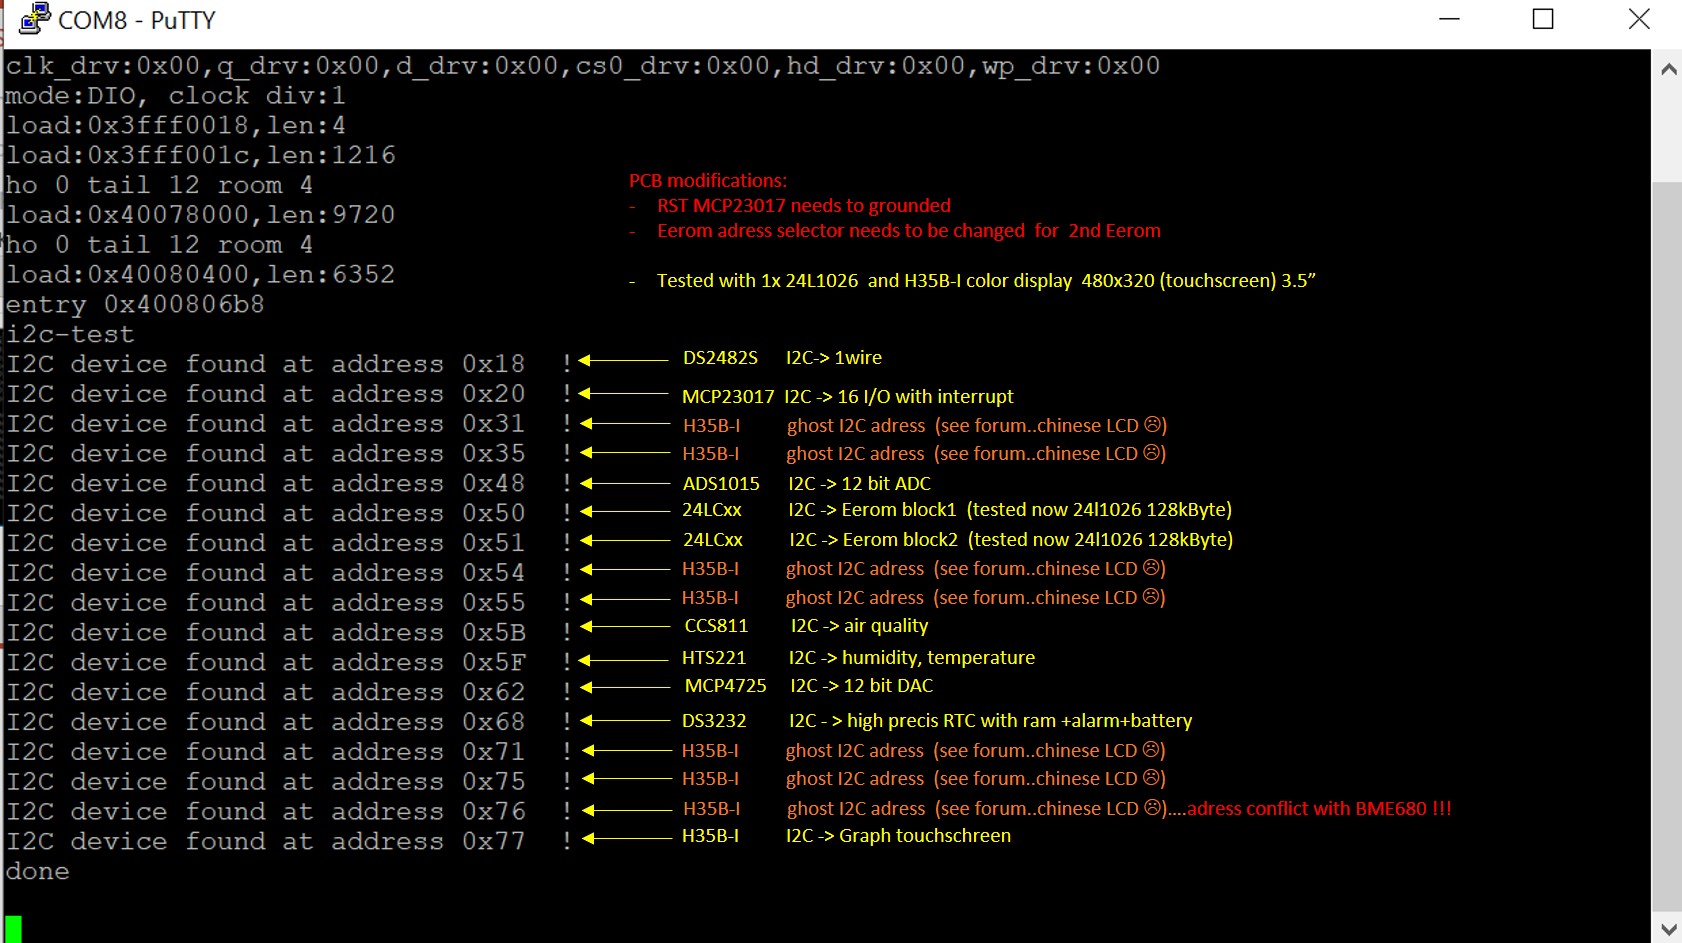 COM8 - PuTTY
clk_drv:0x00,q_drv:0x00,d_drv:0x00,cs0_drv:0x00,hd_drv:0x00,wp_drv:0x00
mode:DIO, clock div:1
load:0x3fff0018,len:4
load:0x3fff001c,len:1216
ho 0 tail 12 room 4
load:0x40078000,len:9720
ho 0 tail 12 room 4
load:0x40080400,len:6352
entry 0x400806b8
i2c-test
PCB modifications:
- RST MCP23017 needs to grounded
- Eerom adress selector needs to be changed for 2nd Eerom
- Tested with 1x 24L1026 and H35B-I color display 480x320 (touchscreen) 3.5”
I2C device found at address 0x18 ! DS2482S I2C-> 1wire
I2C device found at address 0x20 ! MCP23017 I2C -> 16 I/O with interrupt
I2C device found at address 0x31 ! H35B-I ghost I2C adress (see forum..chinese LCD ☹)
I2C device found at address 0x35 ! H35B-I ghost I2C adress (see forum..chinese LCD ☹)
I2C device found at address 0x48 ! ADS1015 I2C -> 12 bit ADC
I2C device found at address 0x50 ! 24LCxx I2C -> Eerom block1 (tested now 24l1026 128kByte)
I2C device found at address 0x51 ! 24LCxx I2C -> Eerom block2 (tested now 24l1026 128kByte)
I2C device found at address 0x54 ! H35B-I ghost I2C adress (see forum..chinese LCD ☹)
I2C device found at address 0x55 ! H35B-I ghost I2C adress (see forum..chinese LCD ☹)
I2C device found at address 0x5B ! CCS811 I2C -> air quality
I2C device found at address 0x5F ! HTS221 I2C -> humidity, temperature
I2C device found at address 0x62 ! MCP4725 I2C -> 12 bit DAC
I2C device found at address 0x68 ! DS3232 I2C - > high precis RTC with ram +alarm+battery
I2C device found at address 0x71 ! H35B-I ghost I2C adress (see forum..chinese LCD ☹)
I2C device found at address 0x75 ! H35B-I ghost I2C adress (see forum..chinese LCD ☹)
I2C device found at address 0x76 ! H35B-I ghost I2C adress (see forum..chinese LCD ☹)....adress conflict with BME680 !!!
I2C device found at address 0x77 ! H35B-I I2C -> Graph touchschreen
done